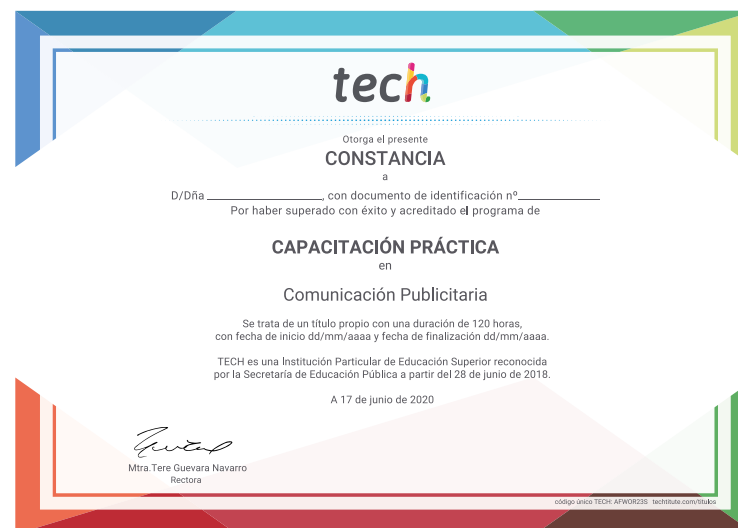 tech
Otorga el presente
CONSTANCIA
a
D/Dña ____________________, con documento de identificación nº______________
Por haber superado con éxito y acreditado el programa de
CAPACITACIÓN PRÁCTICA
en
Comunicación Publicitaria
Se trata de un título propio con una duración de 120 horas,
con fecha de inicio dd/mm/aaaa y fecha de finalización dd/mm/aaaa.
TECH es una Institución Particular de Educación Superior reconocida
por la Secretaría de Educación Pública a partir del 28 de junio de 2018.
A 17 de junio de 2020
Mtra.Tere Guevara Navarro
Rectora
código único TECH: AFWOR23S techtitute.com/títulos